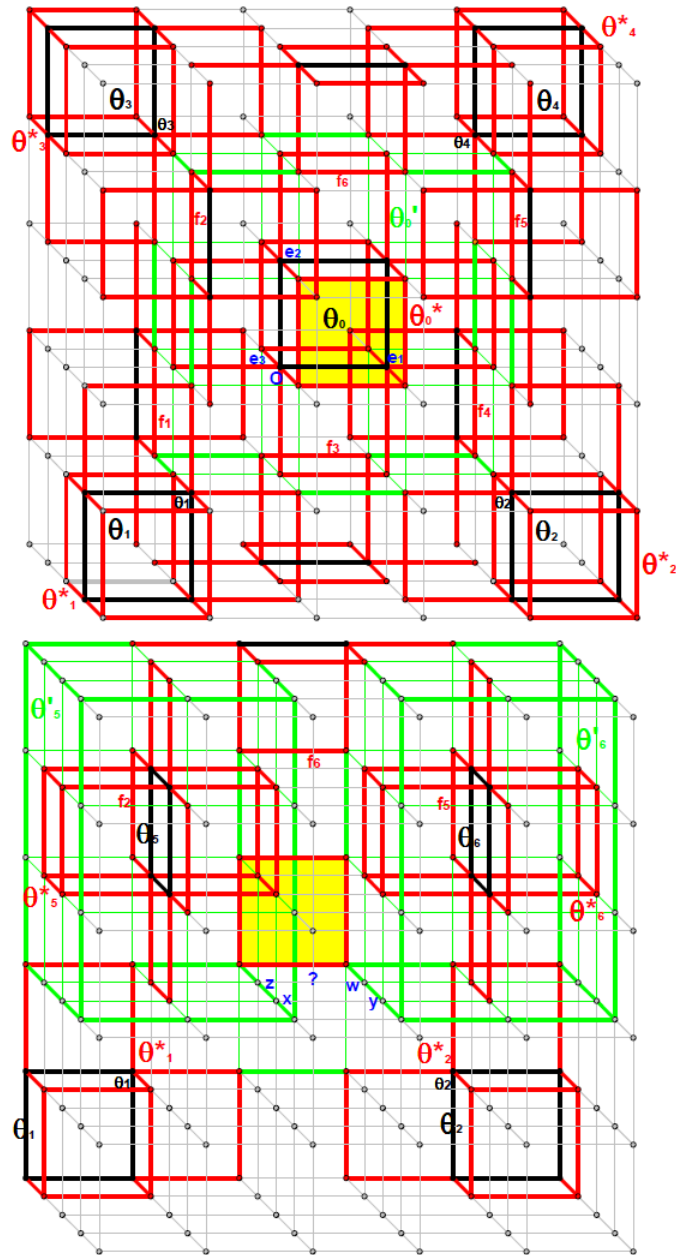 θ*₄
θ₃
θ₄
θ3
θ*₃
θ4
f₆
f₂
θ₀'
f₅
e₂
θ₀
θ₀*
e₃
e₁
O
f₁
f₄
f₃
θ1
θ2
θ₁
θ₂
θ*₁
θ*₂
θ'₅
θ'₆
f₆
f₂
f₅
θ₅
θ₆
θ*₅
θ*₆
z
?
w
x
y
θ*₁
θ*₂
θ1
θ2
θ₁
θ₂